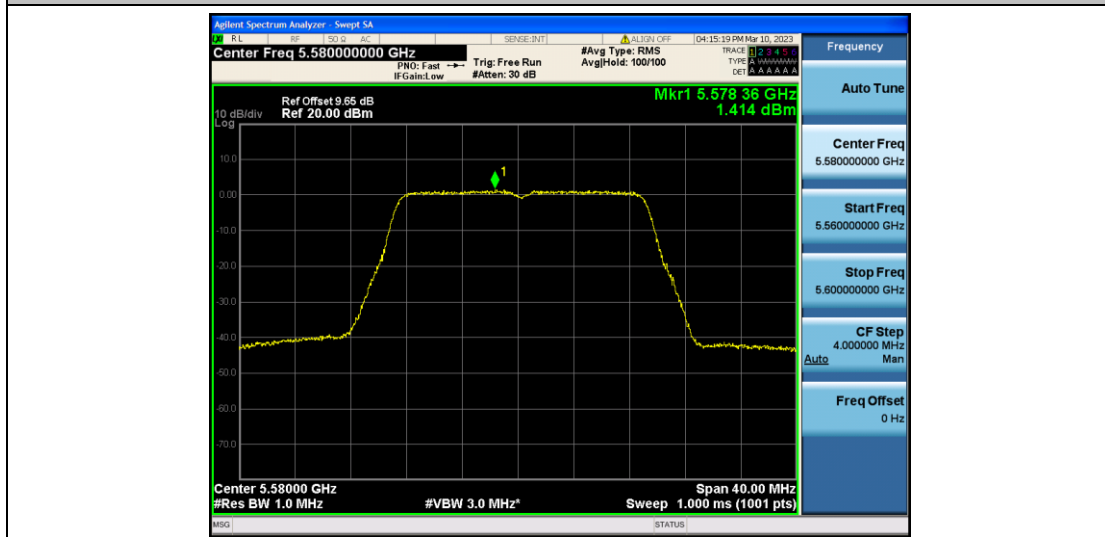 Agilent Spectrum Analyzer - Swept SA
RL RF 50 Ω AC SENSE:INT ALIGN OFF 04:15:19 PM Mar 10, 2023
Center Freq 5.580000000 GHz
PNO: Fast
IFGain:Low
Trig: Free Run
#Atten: 30 dB
#Avg Type: RMS
Avg|Hold: 100/100
TRACE 1 2 3 4 5 6
TYPE A WWWWW
DET A A A A A A
Ref Offset 9.65 dB
10 dB/div Ref 20.00 dBm
Log
Mkr1 5.578 36 GHz
1.414 dBm
10.0
0.00
-10.0
-20.0
-30.0
-40.0
-50.0
-60.0
-70.0
1
Center 5.58000 GHz
Span 40.00 MHz
#Res BW 1.0 MHz
#VBW 3.0 MHz*
Sweep 1.000 ms (1001 pts)
MSG
STATUS
Frequency
Auto Tune
Center Freq
5.580000000 GHz
Start Freq
5.560000000 GHz
Stop Freq
5.600000000 GHz
CF Step
4.000000 MHz
Auto Man
Freq Offset
0 Hz